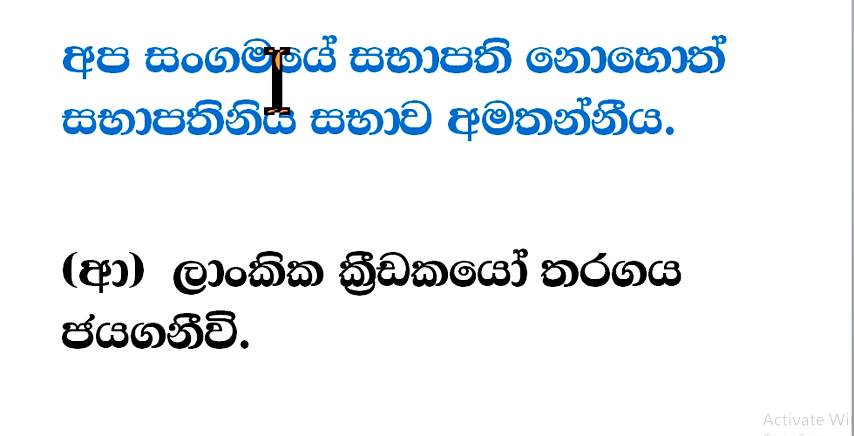 අප සංගමයේ සභාපති නොහොත්
සභාපතිනිය සභාව අමතන්නීය.
(ආ) ලාංකික ක්‍රීඩකයෝ තරගය
ජයගනීවි.
Activate Wi